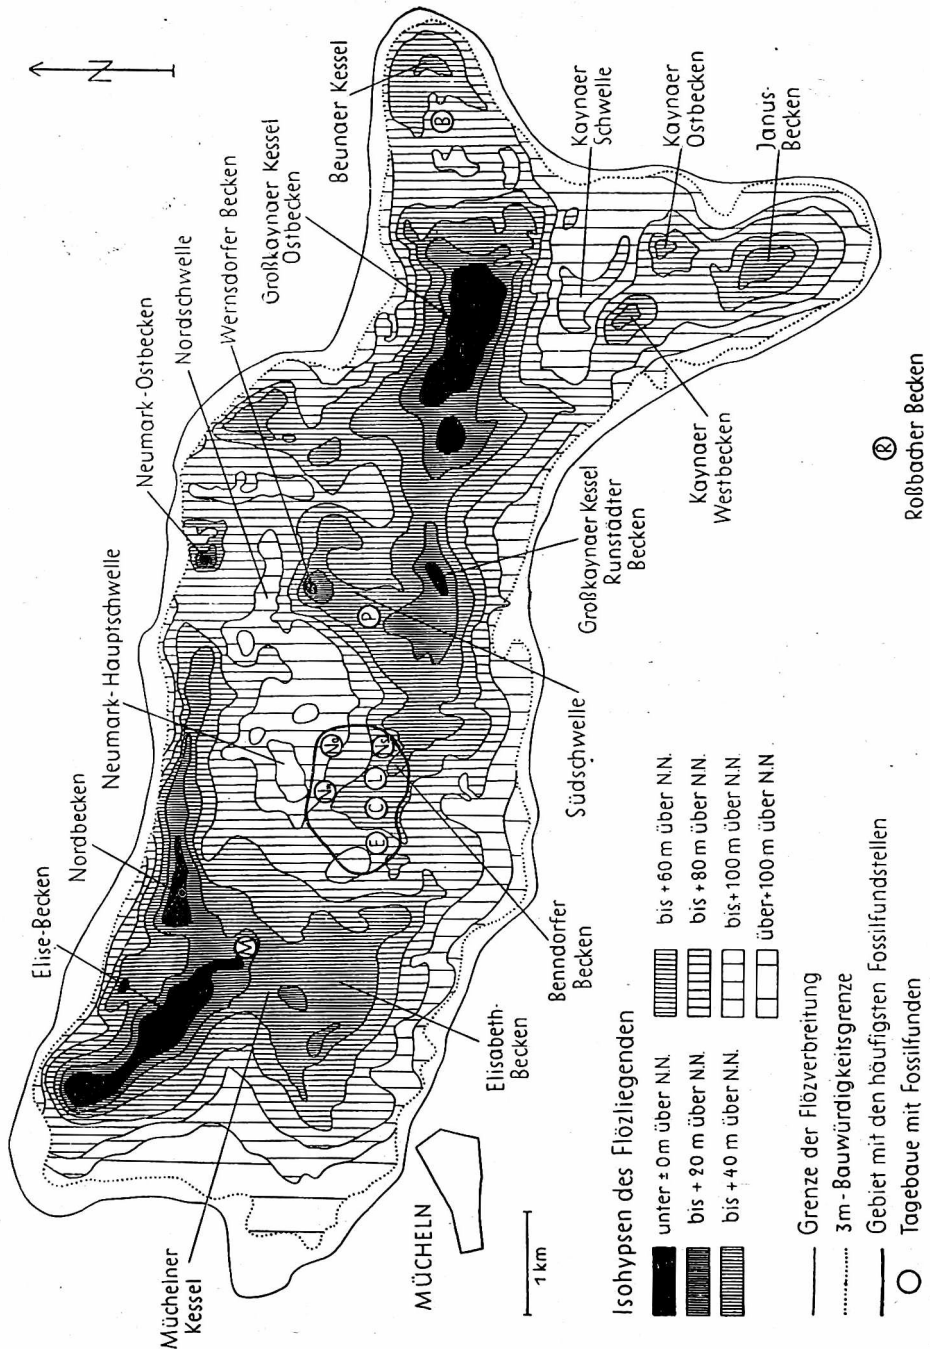 N
Elise-Becken
Nordbecken
Neumark-Hauptschwelle
Neumark-Ostbecken
Nordschwelle
Wernsdorfer Becken
Großkaynaer Kessel
Ostbecken
Beunaer Kessel
Kaynaer
Schwelle
Kaynaer
Ostbecken
Janus-
Becken
Müchelner
Kessel
MÜCHELN
Elisabeth-
Becken
Benndorfer
Becken
Südschwelle
Großkaynaer Kessel
Runstädter
Becken
Kaynaer
Westbecken
R
Roßbacher Becken
B
P
E
C
L
1 km
Isohypsen des Flözliegenden
unter ± 0 m über N.N.
bis + 20 m über N.N.
bis + 40 m über N.N.
bis + 60 m über N.N.
bis + 80 m über N.N.
bis + 100 m über N.N.
über + 100 m über N.N
Grenze der Flözverbreitung
3m - Bauwürdigkeitsgrenze
Gebiet mit den häufigsten Fossilfundstellen
Tagebaue mit Fossilfunden